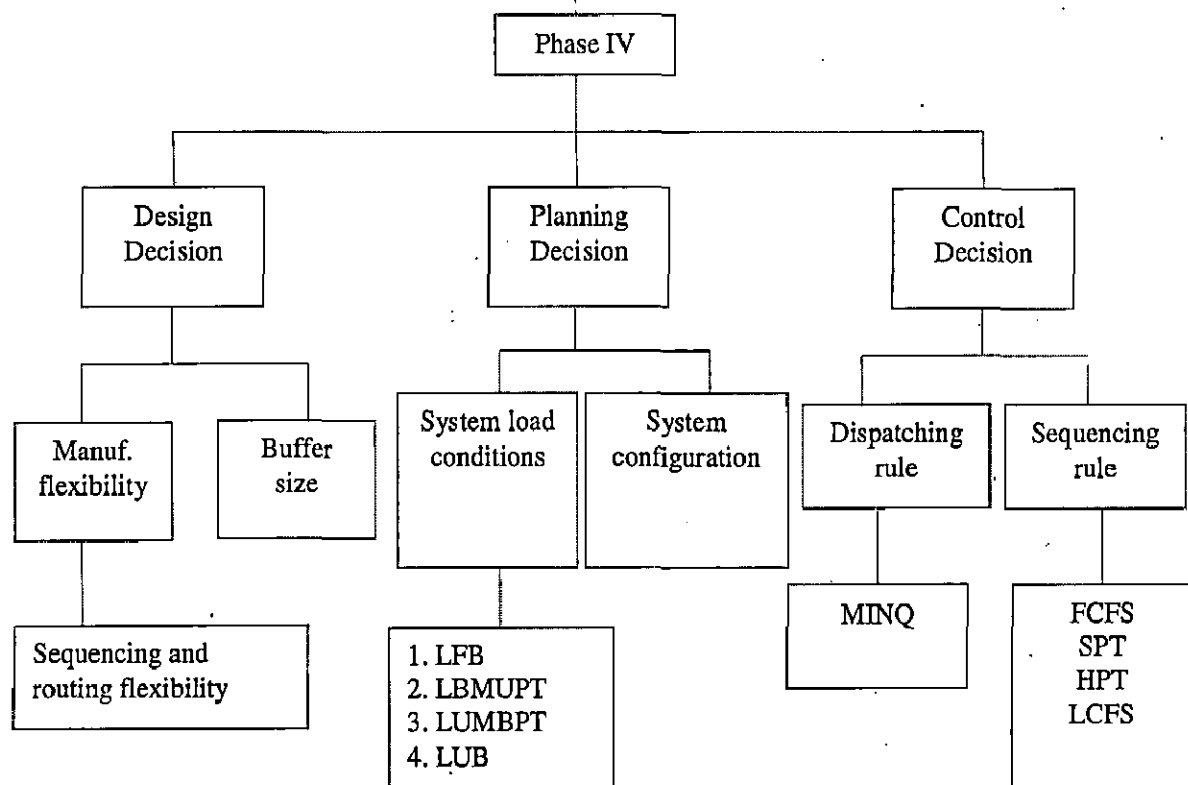 Phase IV
Design
Decision
Planning
Decision
Control
Decision
Manuf.
flexibility
Buffer
size
System load
conditions
System
configuration
Dispatching
rule
Sequencing
rule
Sequencing and
routing flexibility
1. LFB
2. LBMUPT
3. LUMBPT
4. LUB
MINQ
FCFS
SPT
HPT
LCFS